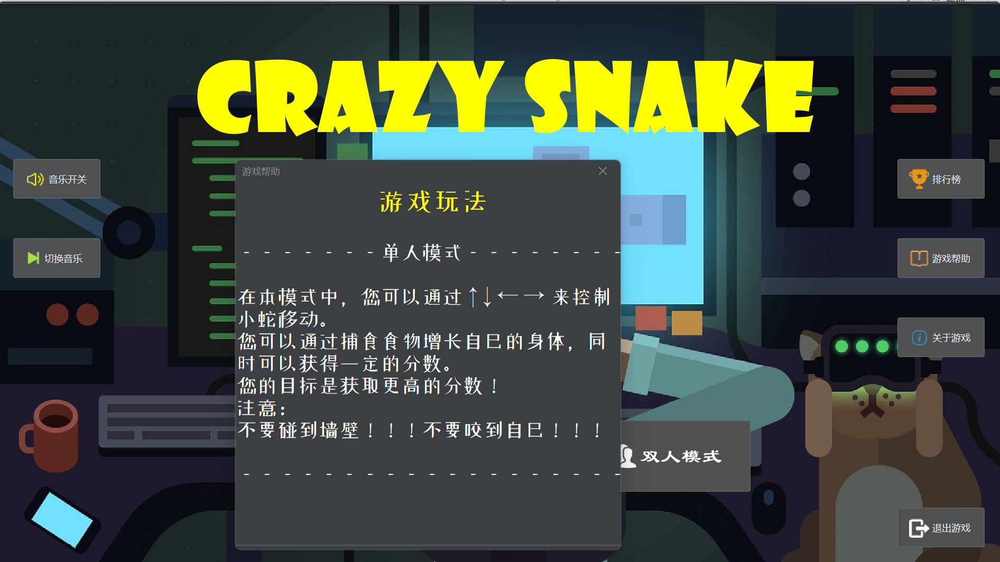 CRAZY SNAKE
音乐开关
切换音乐
排行榜
游戏帮助
关于游戏
退出游戏
双人模式
游戏帮助
游戏玩法
- - - - - - - 单人模式 - - - - - - - -
在本模式中，您可以通过↑↓←→ 来控制
小蛇移动。
您可以通过捕食食物增长自己的身体，同
时可以获得一定的分数。
您的目标是获取更高的分数！
注意：
不要碰到墙壁！！！不要咬到自己！！！
- - - - - - - - - - - - - - - - - - -